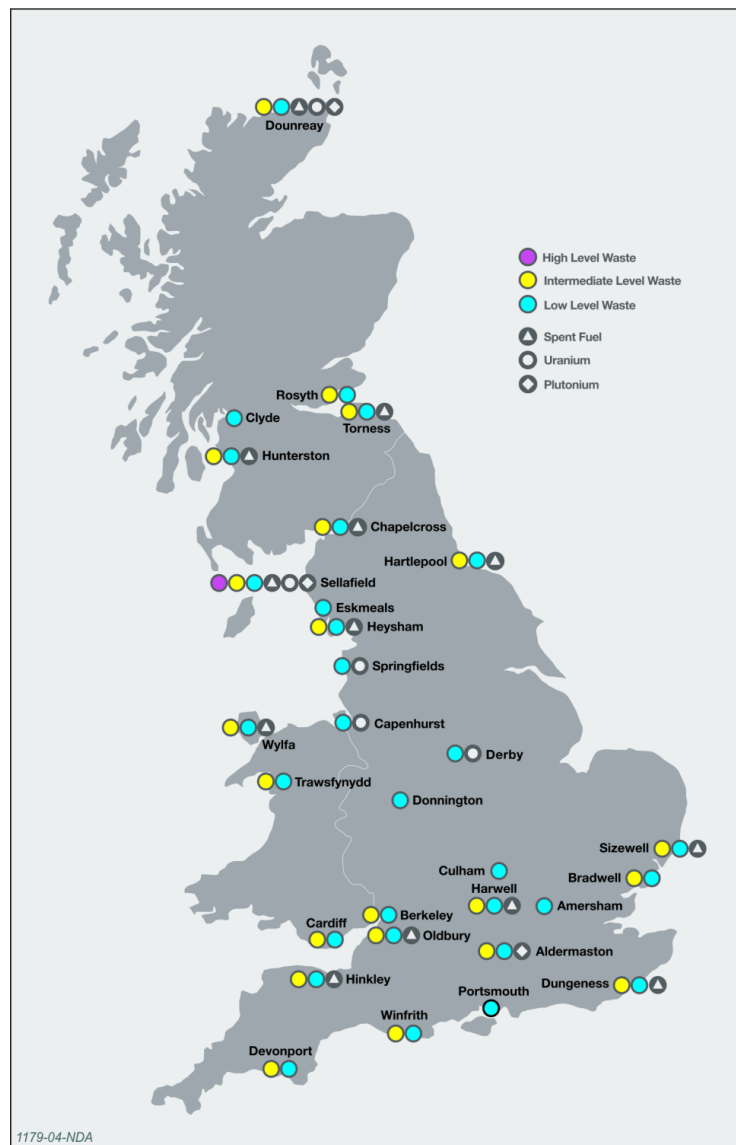 Dounreay
High Level Waste
Intermediate Level Waste
Low Level Waste
Spent Fuel
Uranium
Plutonium
Rosyth
Clyde
Torness
Hunterston
Chapelcross
Hartlepool
Sellafield
Eskmeals
Heysham
Springfields
Capenhurst
Wylfa
Derby
Trawsfynydd
Donnington
Sizewell
Culham
Bradwell
Harwell
Amersham
Berkeley
Cardiff
Oldbury
Aldermaston
Hinkley
Dungeness
Portsmouth
Winfrith
Devonport
1179-04-NDA